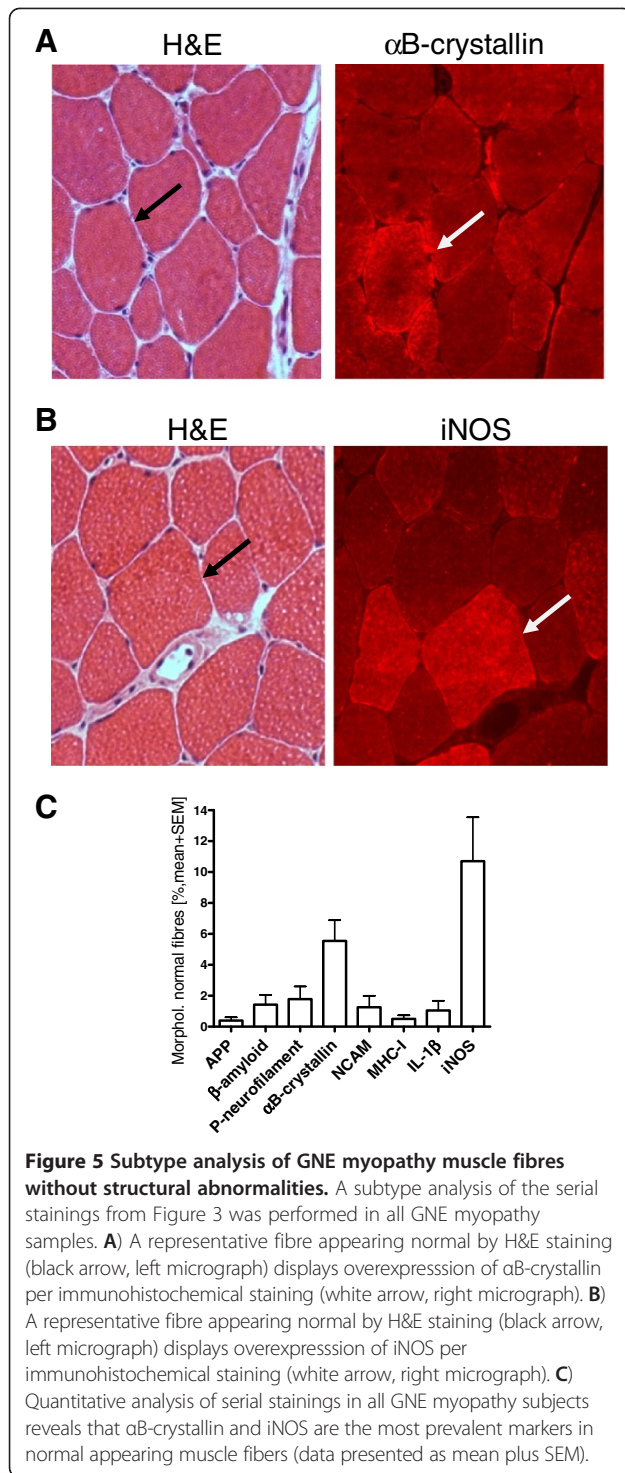 A
H&E
αB-crystallin
B
H&E
iNOS
C
Morphol. normal fibres [%,mean+SEM]
14
12
10
8
6
4
2
0
APP
β-amyloid
P-neurofilament
αB-crystallin
NCAM
MHC-I
IL-1β
iNOS
Figure 5 Subtype analysis of GNE myopathy muscle fibres
without structural abnormalities. A subtype analysis of the serial
stainings from Figure 3 was performed in all GNE myopathy
samples. A) A representative fibre appearing normal by H&E staining
(black arrow, left micrograph) displays overexpresssion of αB-crystallin
per immunohistochemical staining (white arrow, right micrograph). B)
A representative fibre appearing normal by H&E staining (black arrow,
left micrograph) displays overexpresssion of iNOS per
immunohistochemical staining (white arrow, right micrograph). C)
Quantitative analysis of serial stainings in all GNE myopathy subjects
reveals that αB-crystallin and iNOS are the most prevalent markers in
normal appearing muscle fibers (data presented as mean plus SEM).